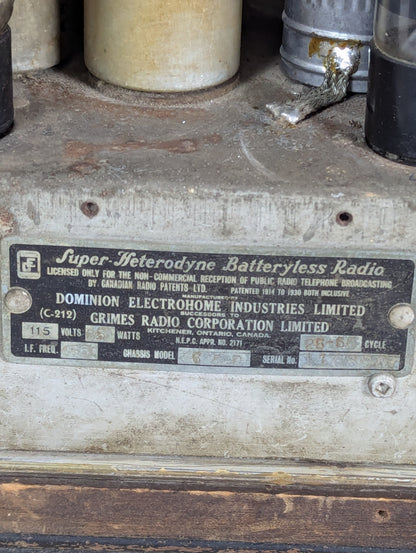 Super-Heterodyne Batteryless Radio
LICENSED ONLY FOR THE NON-COMMERCIAL RECEPTION OF PUBLIC RADIO TELEPHONE BROADCASTING
BY CANADIAN RADIO PATENTS LTD. PATENTED 1914 TO 1930 BOTH INCLUSIVE
MANUFACTURED BY
DOMINION ELECTROHOME INDUSTRIES LIMITED
(C-212) SUCCESSORS TO
GRIMES RADIO CORPORATION LIMITED
KITCHENER, ONTARIO, CANADA.
115 VOLTS WATTS H.E.P.C. APPR. NO. 2171 CYCLE
I.F. FREQ. CHASSIS MODEL 6 SERIAL No.